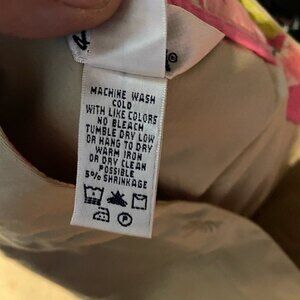 MACHINE WASH
COLD
WITH LIKE COLORS
NO BLEACH
TUMBLE DRY LOW
OR HANG TO DRY
WARM IRON
OR DRY CLEAN
POSSIBLE
5% SHRINKAGE
P